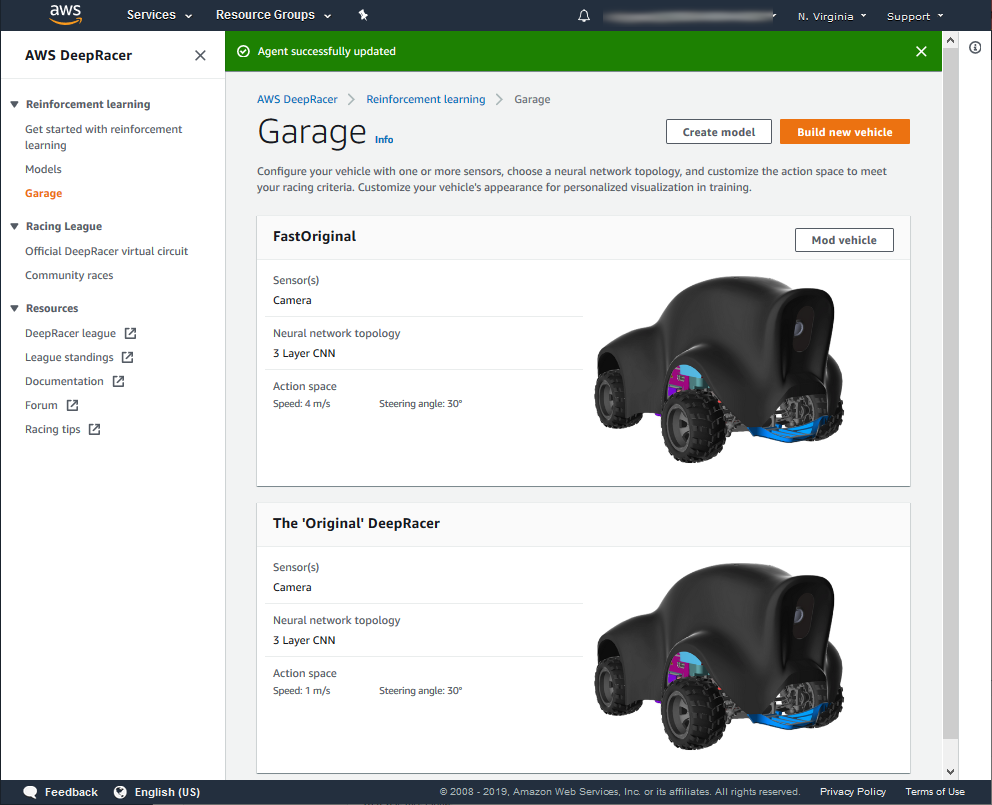 aws
Services
Resource Groups
N. Virginia
Support
AWS DeepRacer
Agent successfully updated
Reinforcement learning
Get started with reinforcement
learning
Models
Garage
Racing League
Official DeepRacer virtual circuit
Community races
Resources
DeepRacer league
League standings
Documentation
Forum
Racing tips
AWS DeepRacer
Reinforcement learning
Garage
Garage Info
Create model
Build new vehicle
Configure your vehicle with one or more sensors, choose a neural network topology, and customize the action space to meet
your racing criteria. Customize your vehicle's appearance for personalized visualization in training.
FastOriginal
Mod vehicle
Sensor(s)
Camera
Neural network topology
3 Layer CNN
Action space
Speed: 4 m/s Steering angle: 30°
The 'Original' DeepRacer
Sensor(s)
Camera
Neural network topology
3 Layer CNN
Action space
Speed: 1 m/s Steering angle: 30°
Feedback
English (US)
© 2008 - 2019, Amazon Web Services, Inc. or its affiliates. All rights reserved.
Privacy Policy
Terms of Use